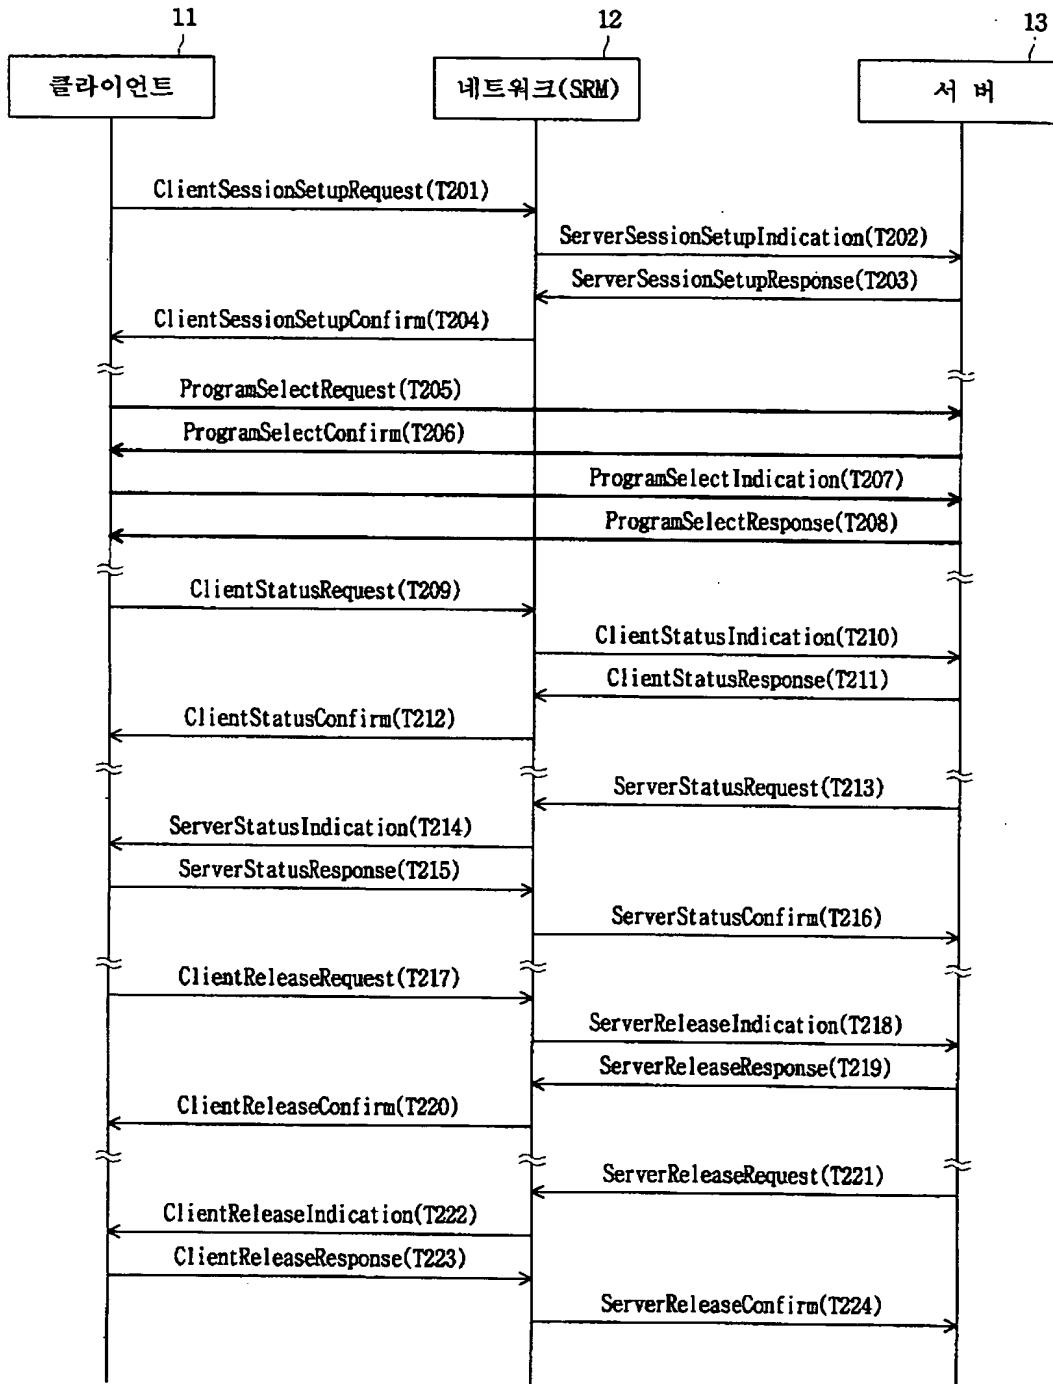 11
12
13
클라이언트
네트워크(SRM)
서 버
ClientSessionSetupRequest(T201)
ServerSessionSetupIndication(T202)
ServerSessionSetupResponse(T203)
ClientSessionSetupConfirm(T204)
ProgramSelectRequest(T205)
ProgramSelectConfirm(T206)
ProgramSelectIndication(T207)
ProgramSelectResponse(T208)
ClientStatusRequest(T209)
ClientStatusIndication(T210)
ClientStatusResponse(T211)
ClientStatusConfirm(T212)
ServerStatusRequest(T213)
ServerStatusIndication(T214)
ServerStatusResponse(T215)
ServerStatusConfirm(T216)
ClientReleaseRequest(T217)
ServerReleaseIndication(T218)
ServerReleaseResponse(T219)
ClientReleaseConfirm(T220)
ServerReleaseRequest(T221)
ClientReleaseIndication(T222)
ClientReleaseResponse(T223)
ServerReleaseConfirm(T224)